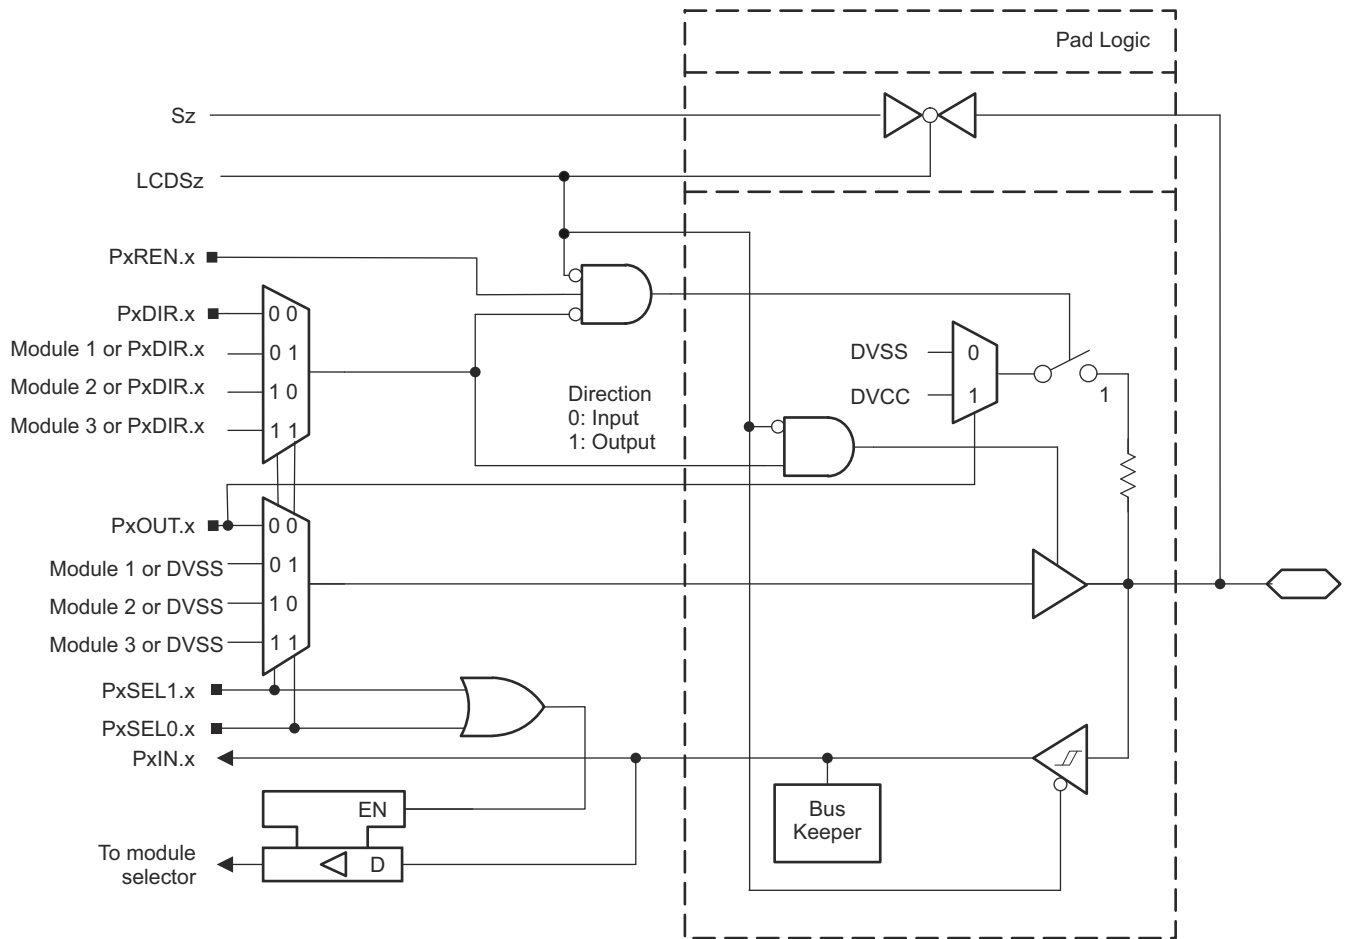 Pad Logic
Sz
LCDSz
PxREN.x
PxDIR.x
0 0
Module 1 or PxDIR.x
0 1
Module 2 or PxDIR.x
1 0
Module 3 or PxDIR.x
1 1
Direction
0: Input
1: Output
DVSS
0
DVCC
1
1
PxOUT.x
0 0
Module 1 or DVSS
0 1
Module 2 or DVSS
1 0
Module 3 or DVSS
1 1
PxSEL1.x
PxSEL0.x
PxIN.x
EN
Bus
Keeper
To module
selector
D